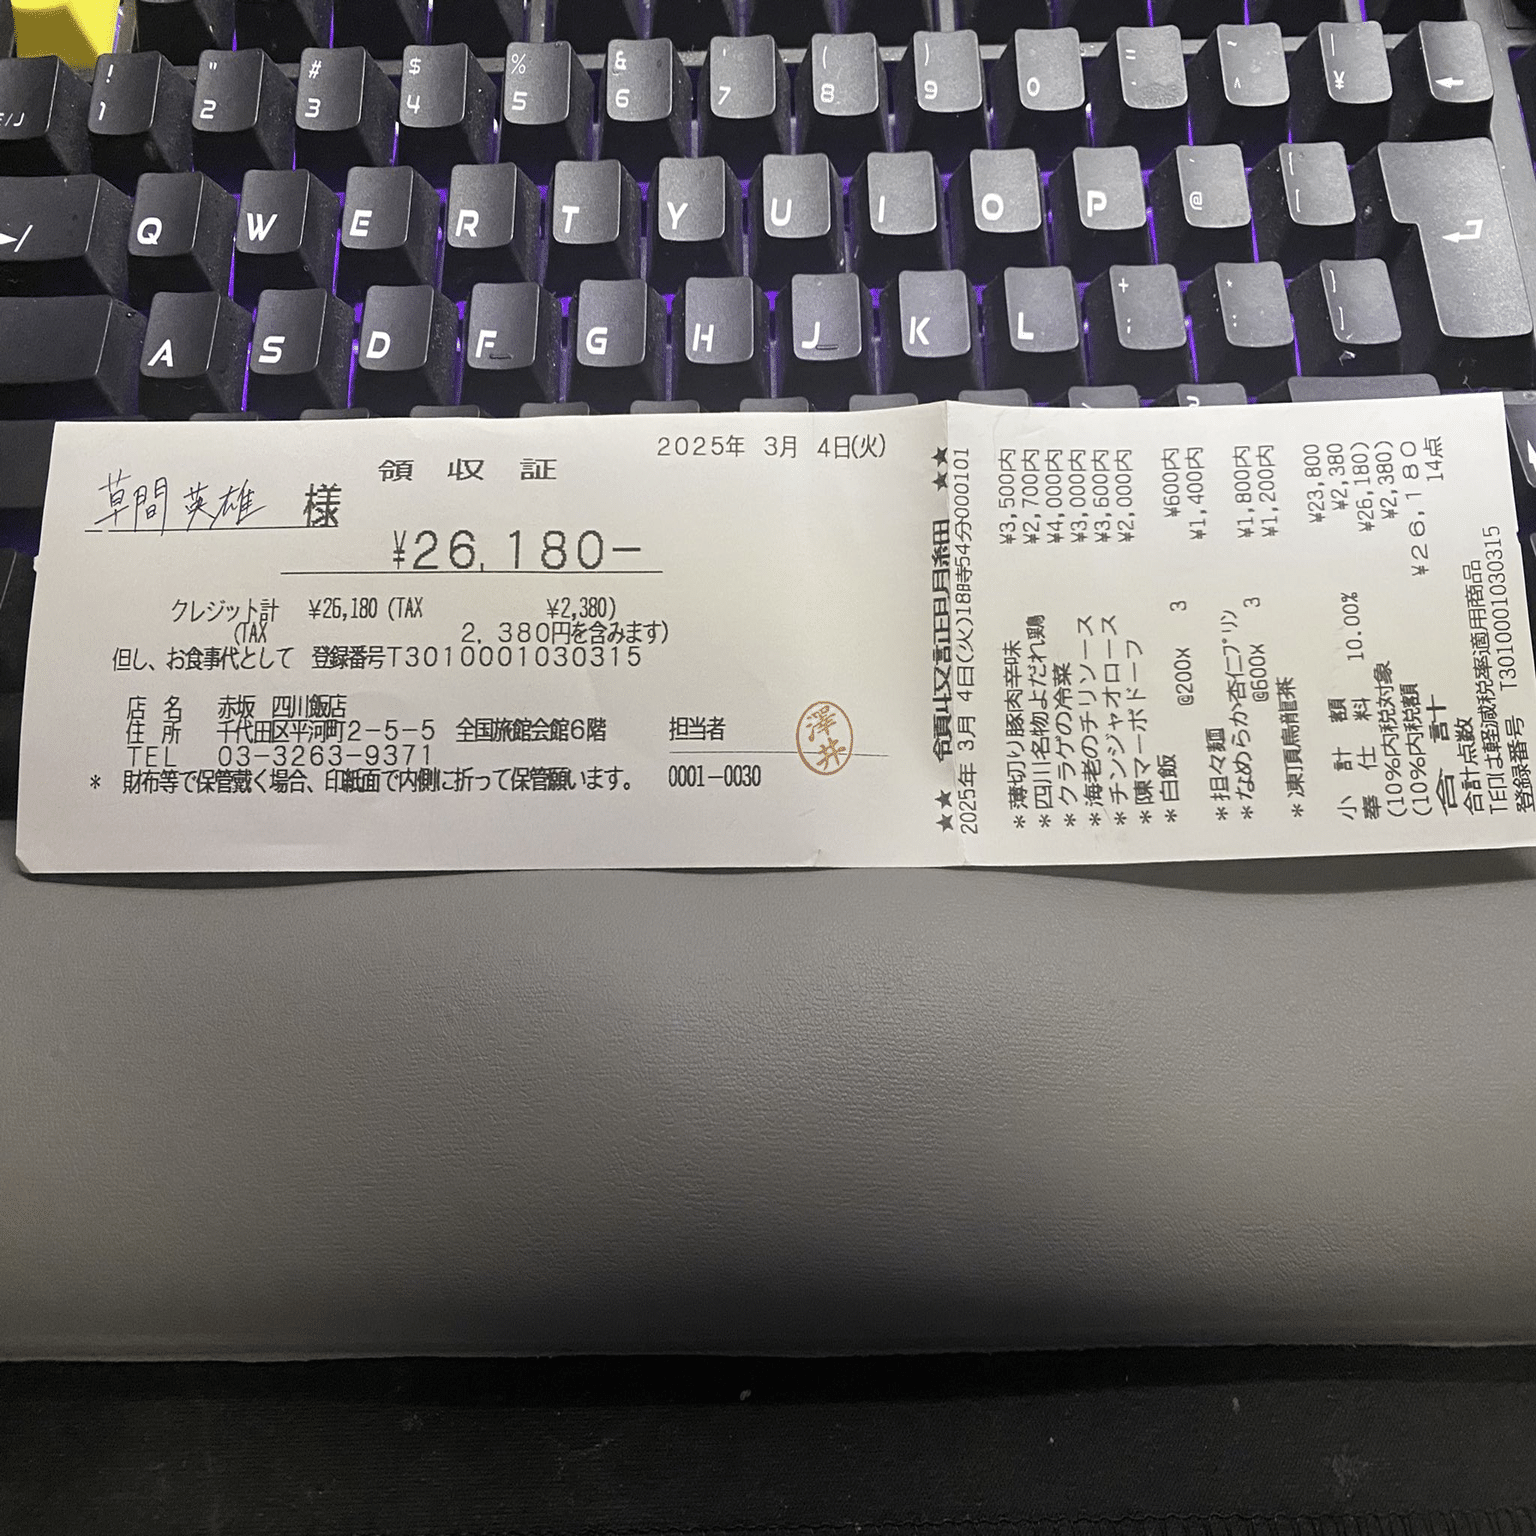 ! 1
" 2
# 3
$ 4
% 5
& 6
' 7
( 8
) 9
0
= -
~ ^
| ¥
Q W E R T Y U I O P @ [
A S D F G H J K L + ; * : ]
2025年 3月 4日(火)
領収証
草間英雄 様
¥26,180-
クレジット計 ¥26,180 (TAX ¥2,380)
(TAX 2,380円を含みます)
但し、お食事代として 登録番号T3010001030315
店名 赤坂 四川飯店
住所 千代田区平河町2-5-5 全国旅館会館6階
TEL 03-3263-9371
* 財布等で保管戴く場合、印紙面で内側に折って保管願います。
担当者
澤井
0001-0030
★★ 領収証明細 ★★
2025年 3月 4日(火)18時54分000101
*薄切り豚肉辛味 ¥3,500内
*四川名物よだれ鶏 ¥2,700内
*クラゲの冷菜 ¥4,000内
*海老のチリソース ¥3,000内
*チンジャオロース ¥3,600内
*陳マーボドーフ ¥2,000内
*白飯
@200x 3 ¥600内
*担々麺 ¥1,400内
*なめらか杏仁プリン
@600x 3 ¥1,800内
*凍頂烏龍茶 ¥1,200内
小計額 ¥23,800
奉仕料 10.00% ¥2,380
(10%内税対象 ¥26,180)
(10%内税額 ¥2,380)
合計 ¥26,180
合計点数 14点
TE印は軽減税率適用商品
登録番号 T3010001030315